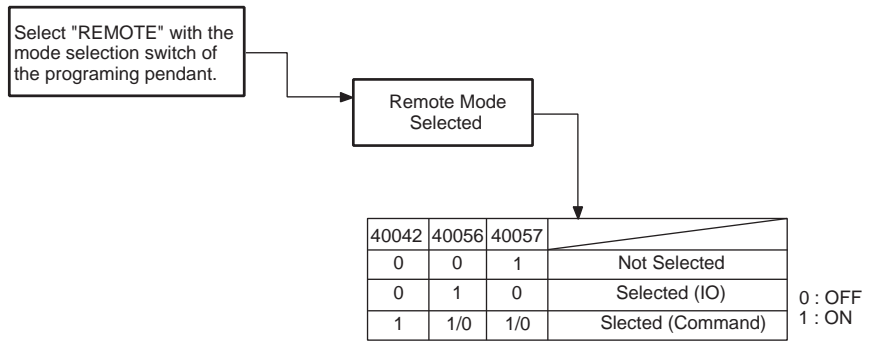 Select "REMOTE" with the
mode selection switch of
the programing pendant.
Remote Mode
Selected
40042 40056 40057
0 0 1 Not Selected
0 1 0 Selected (IO)
1 1/0 1/0 Slected (Command)
0 : OFF
1 : ON